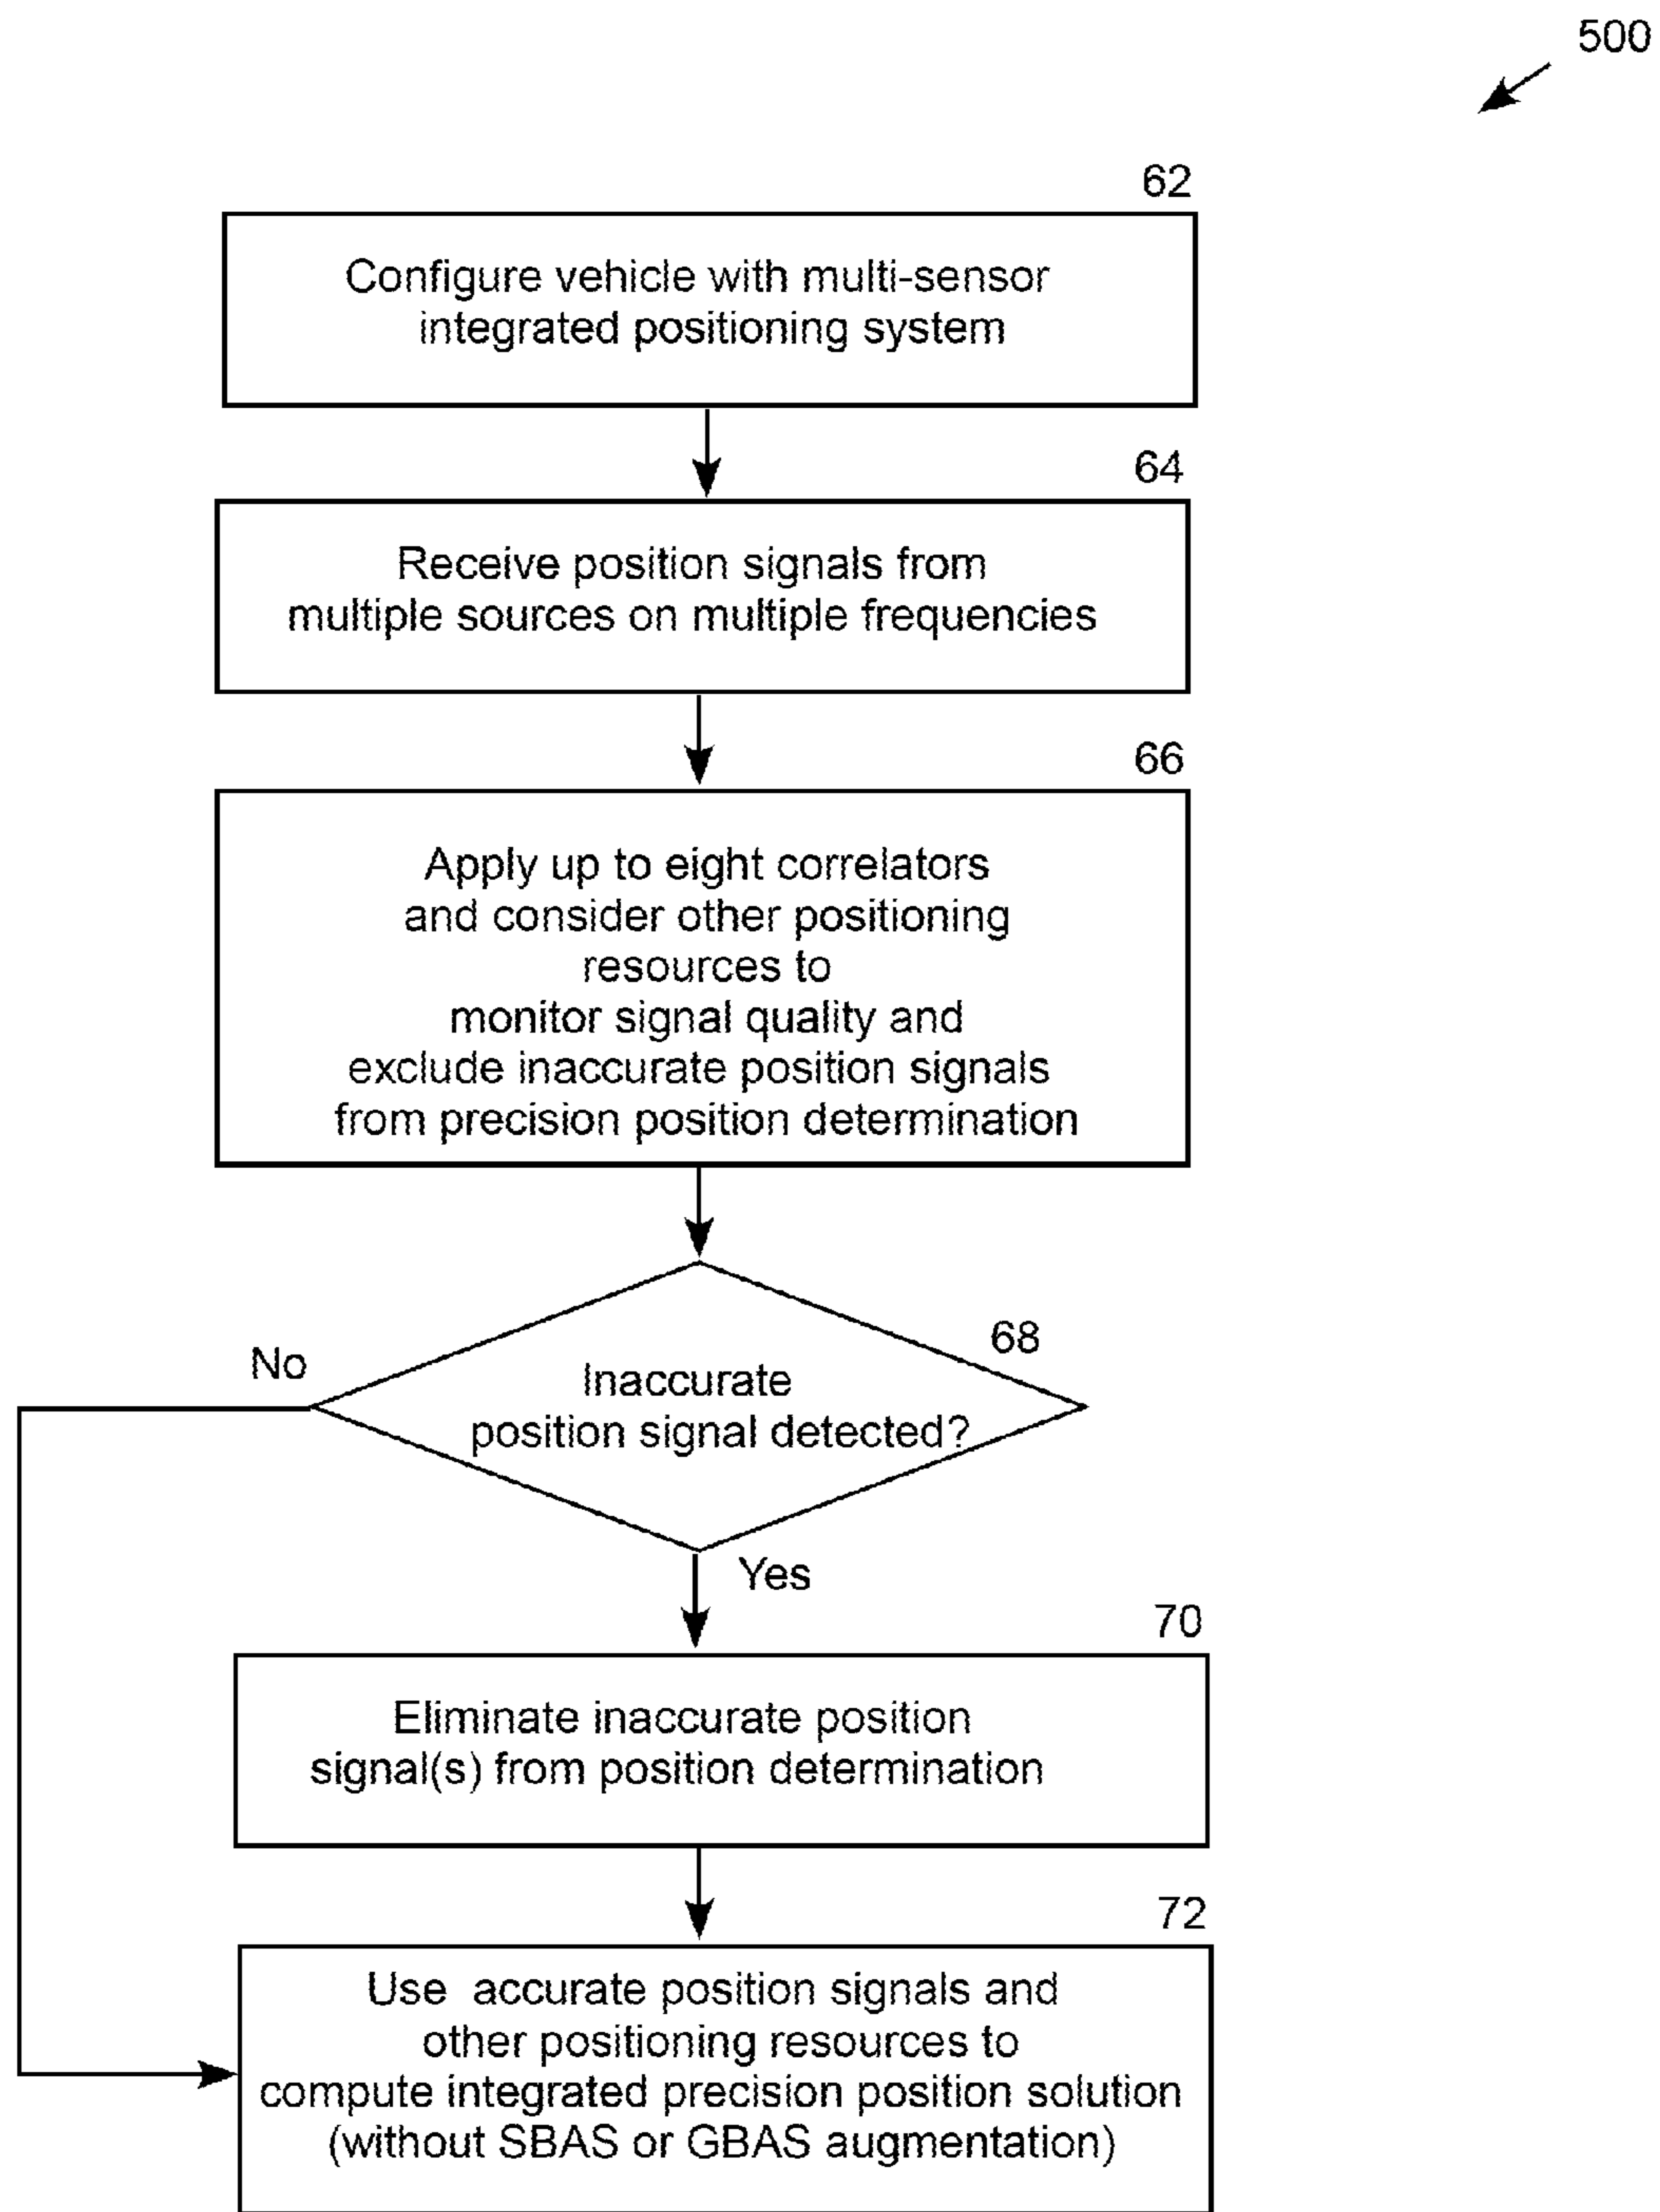 500
62
Configure vehicle with multi-sensor
integrated positioning system
64
Receive position signals from
multiple sources on multiple frequencies
66
Apply up to eight correlators
and consider other positioning
resources to
monitor signal quality and
exclude inaccurate position signals
from precision position determination
68
No
Inaccurate
position signal detected?
Yes
70
Eliminate inaccurate position
signal(s) from position determination
72
Use accurate position signals and
other positioning resources to
compute integrated precision position solution
(without SBAS or GBAS augmentation)